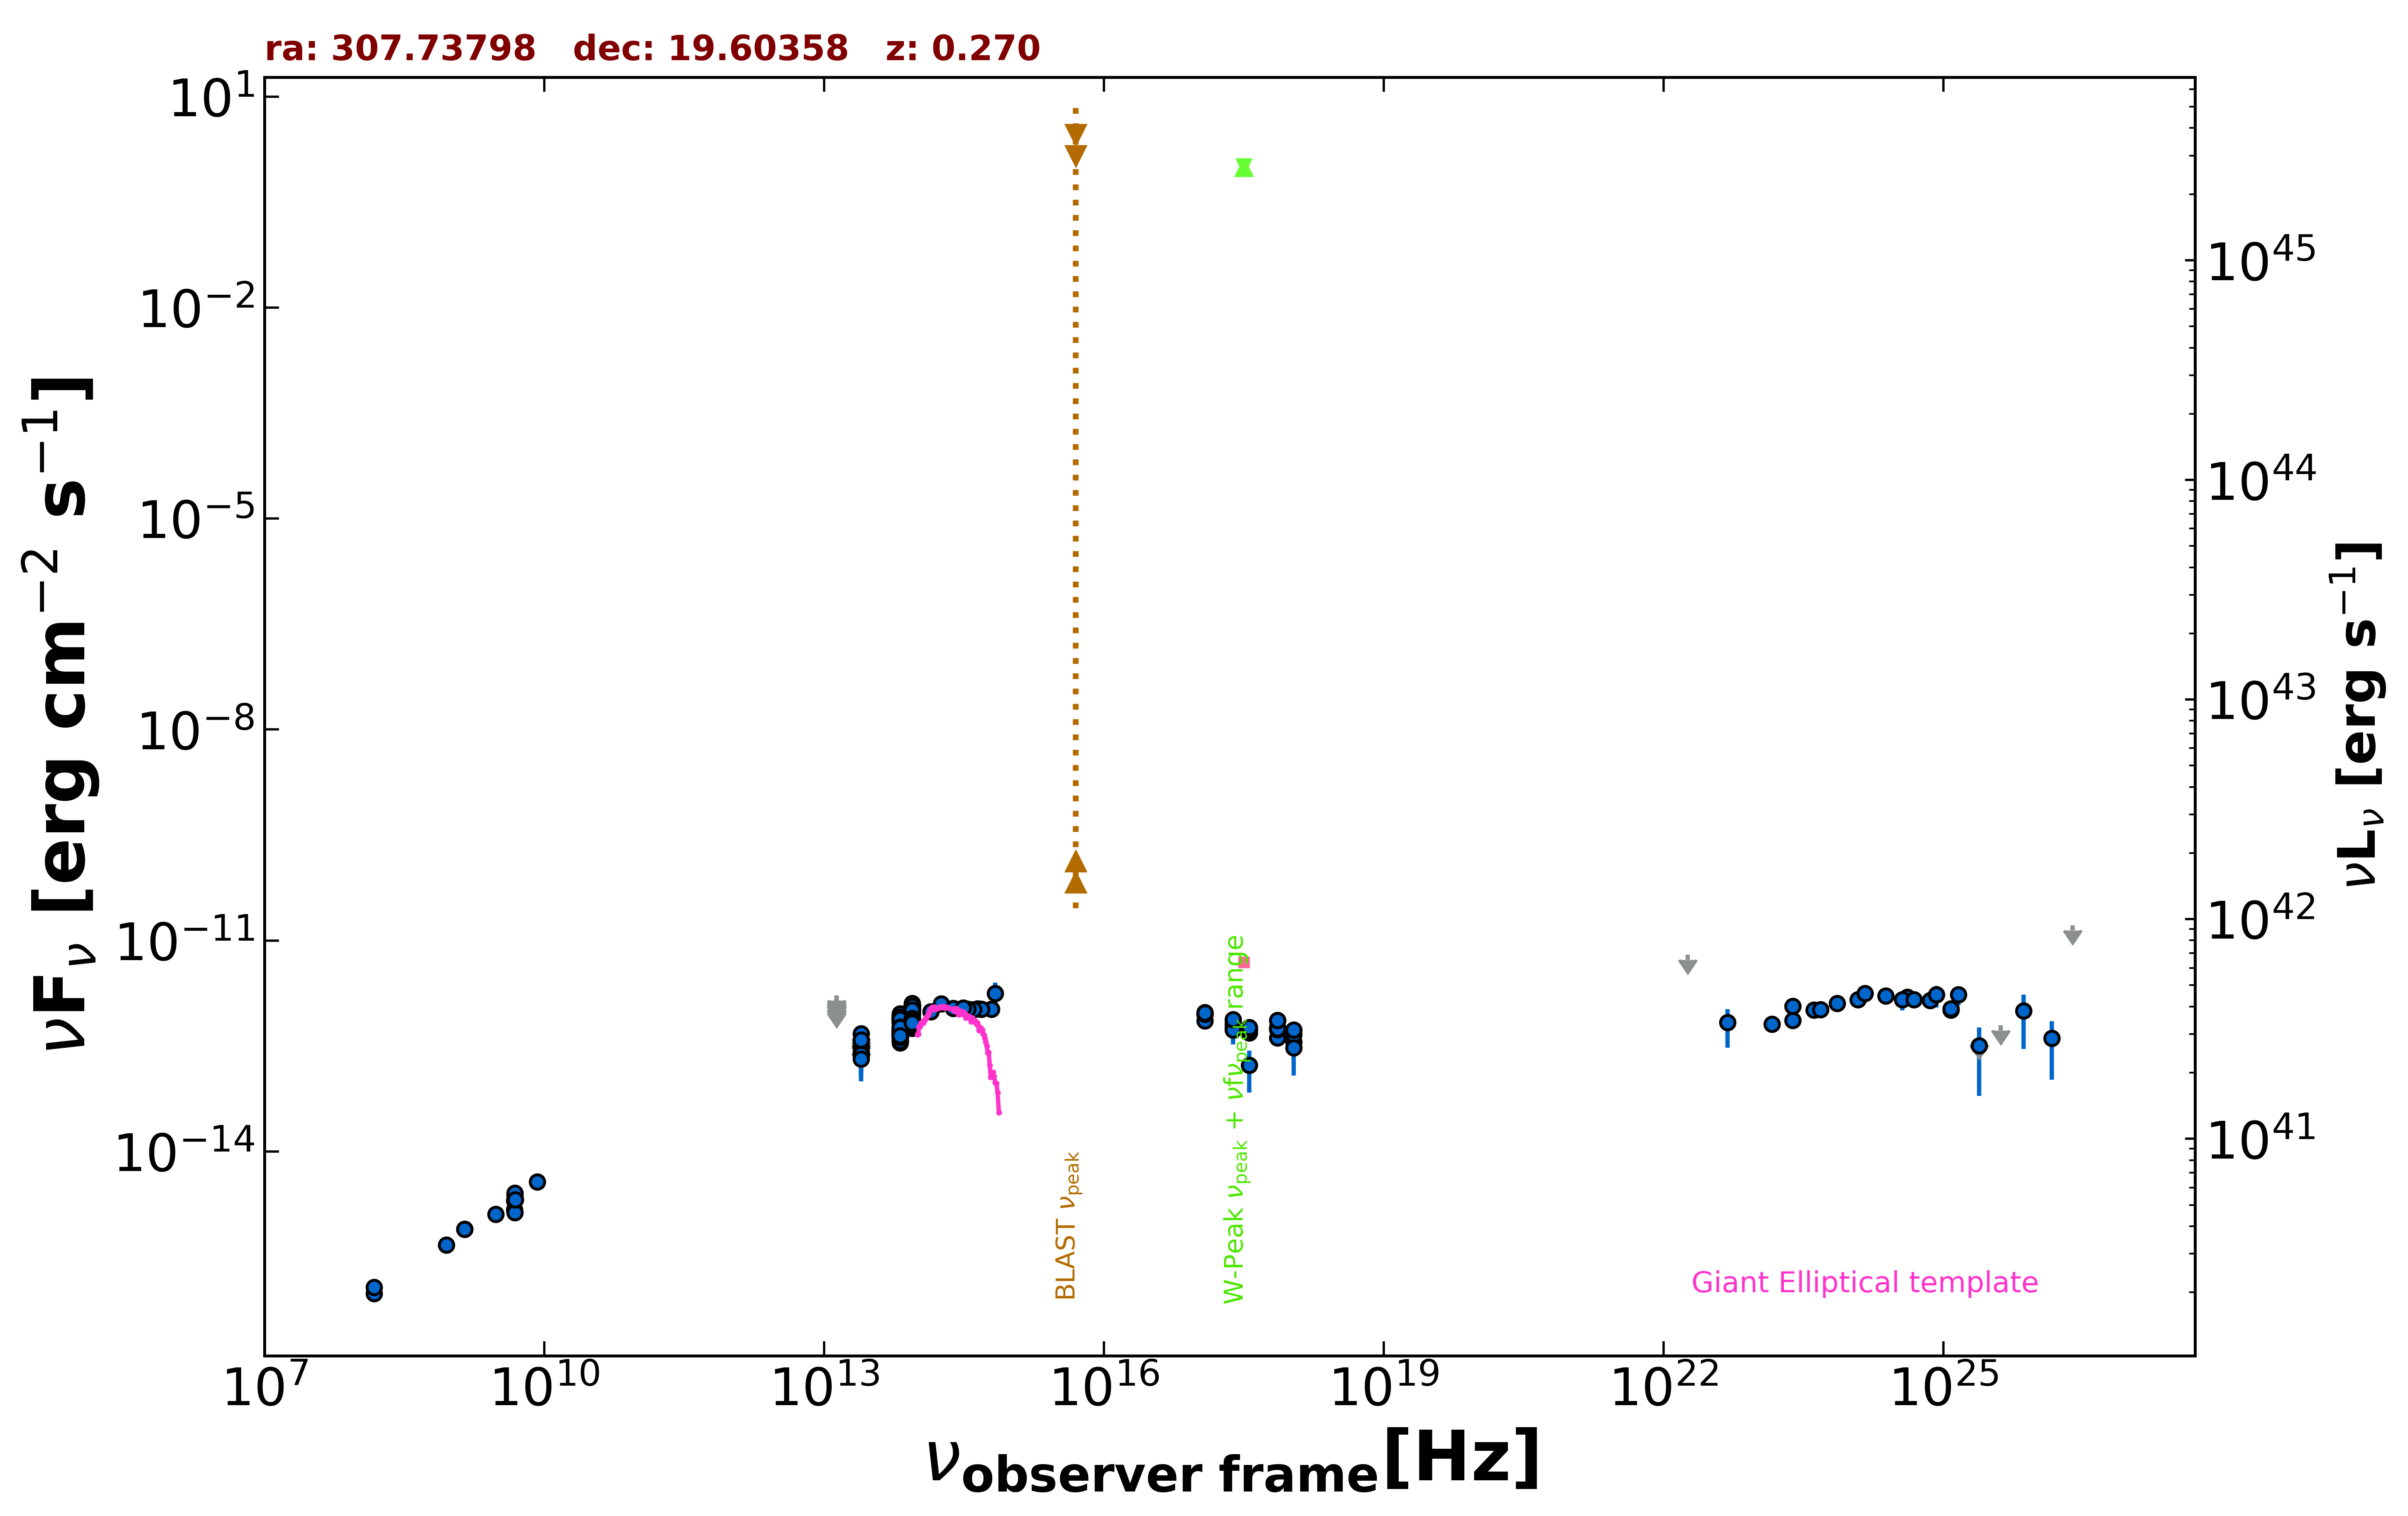 ra: 307.73798 dec: 19.60358 z: 0.270
10^1
10^−2
10^−5
10^−8
10^−11
10^−14
νF_ν [erg cm^−2 s^−1]
10^45
10^44
10^43
10^42
10^41
νL_ν [erg s^−1]
BLAST ν_peak
W-Peak ν_peak + νfν_peak range
Giant Elliptical template
10^7 10^10 10^13 10^16 10^19 10^22 10^25
ν_observer frame [Hz]